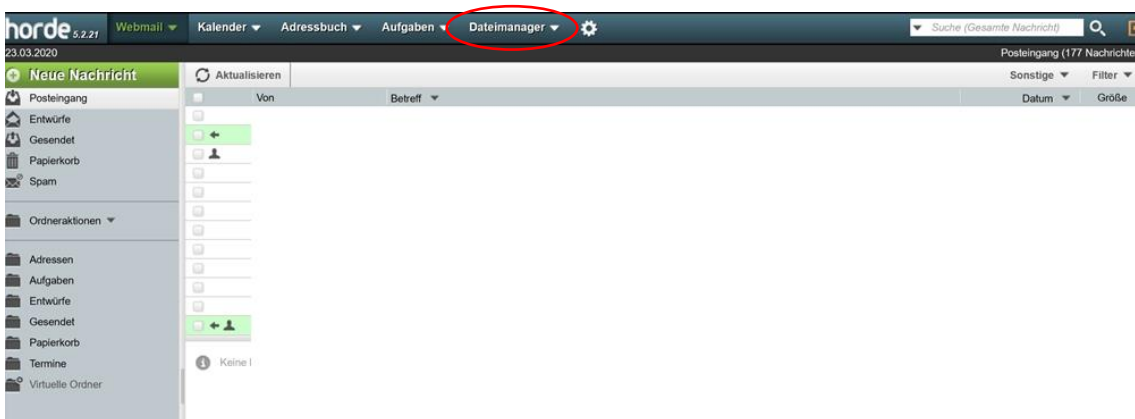 horde 5.2.21 Webmail Kalender Adressbuch Aufgaben Dateimanager Suche (Gesamte Nachricht)
23.03.2020 Posteingang (177 Nachrichte
Neue Nachricht Aktualisieren Sonstige Filter
Posteingang Von Betreff Datum Größe
Entwürfe
Gesendet
Papierkorb
Spam
Ordneraktionen
Adressen
Aufgaben
Entwürfe
Gesendet
Papierkorb
Keine
Termine
Virtuelle Ordner